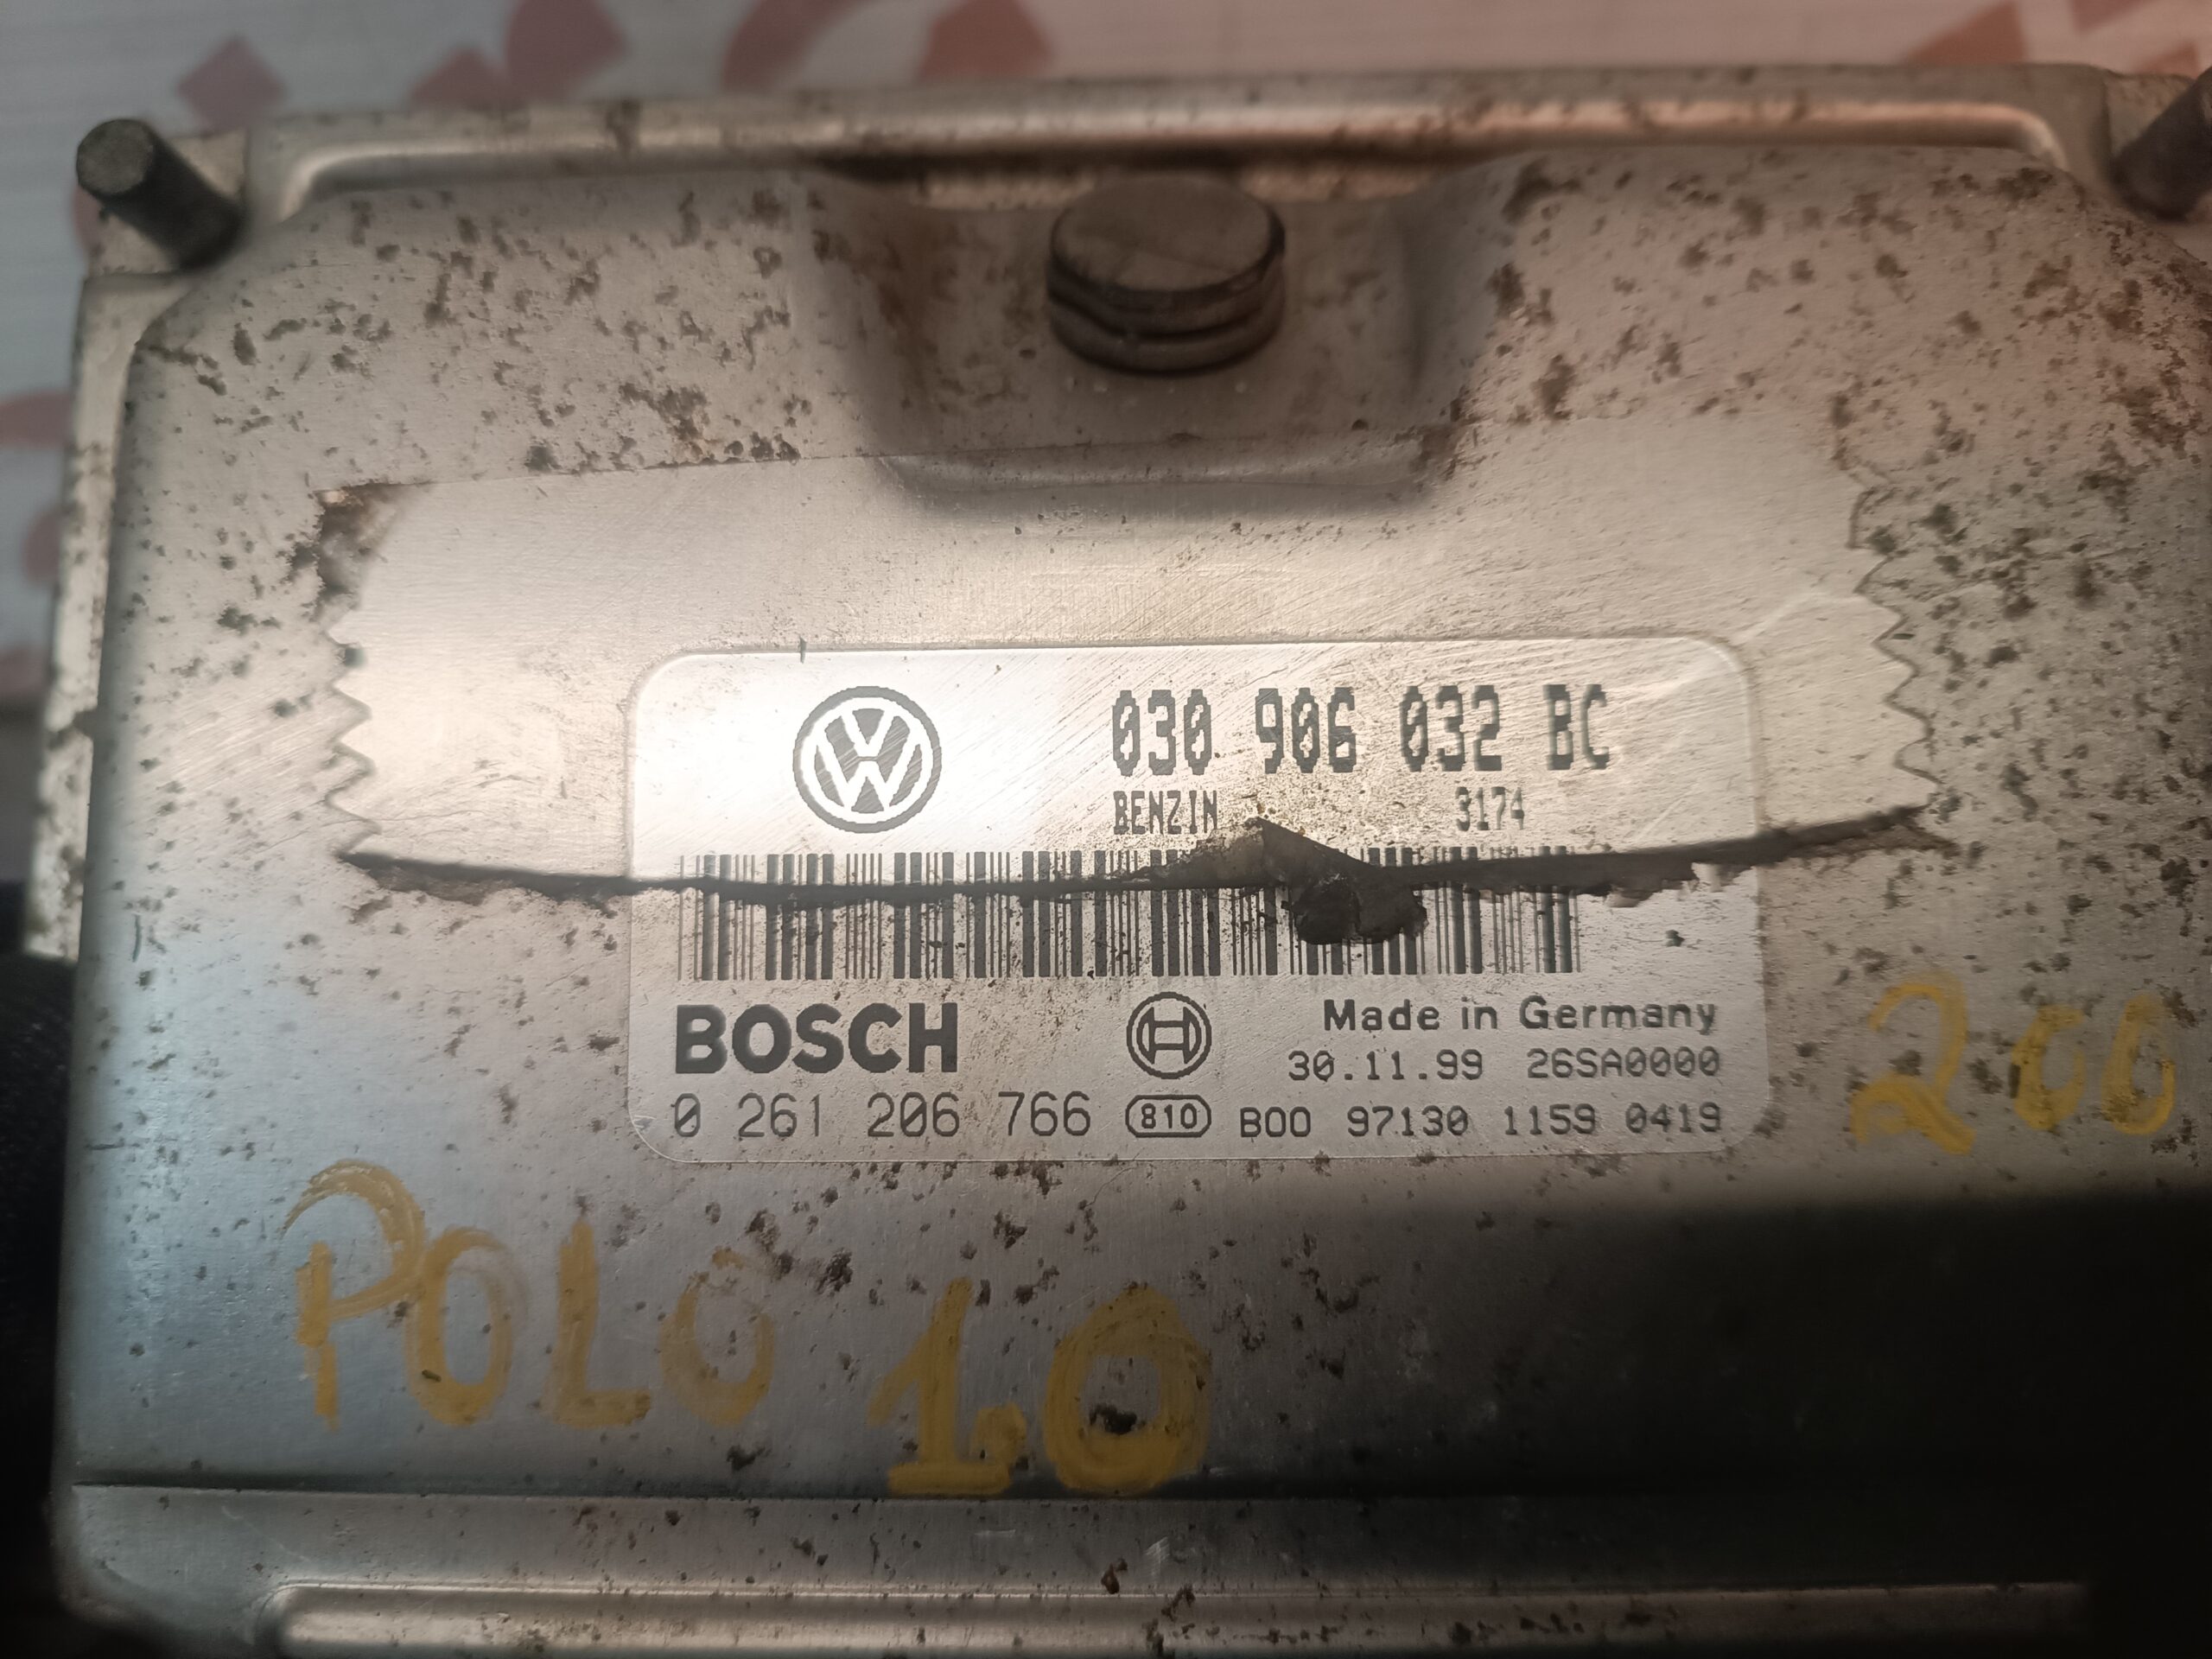 030 906 032 BC
BENZIN 3174
BOSCH
Made in Germany
30.11.99 26SA0000
0 261 206 766 810 B00 97130 1159 0419
POLO 1.0